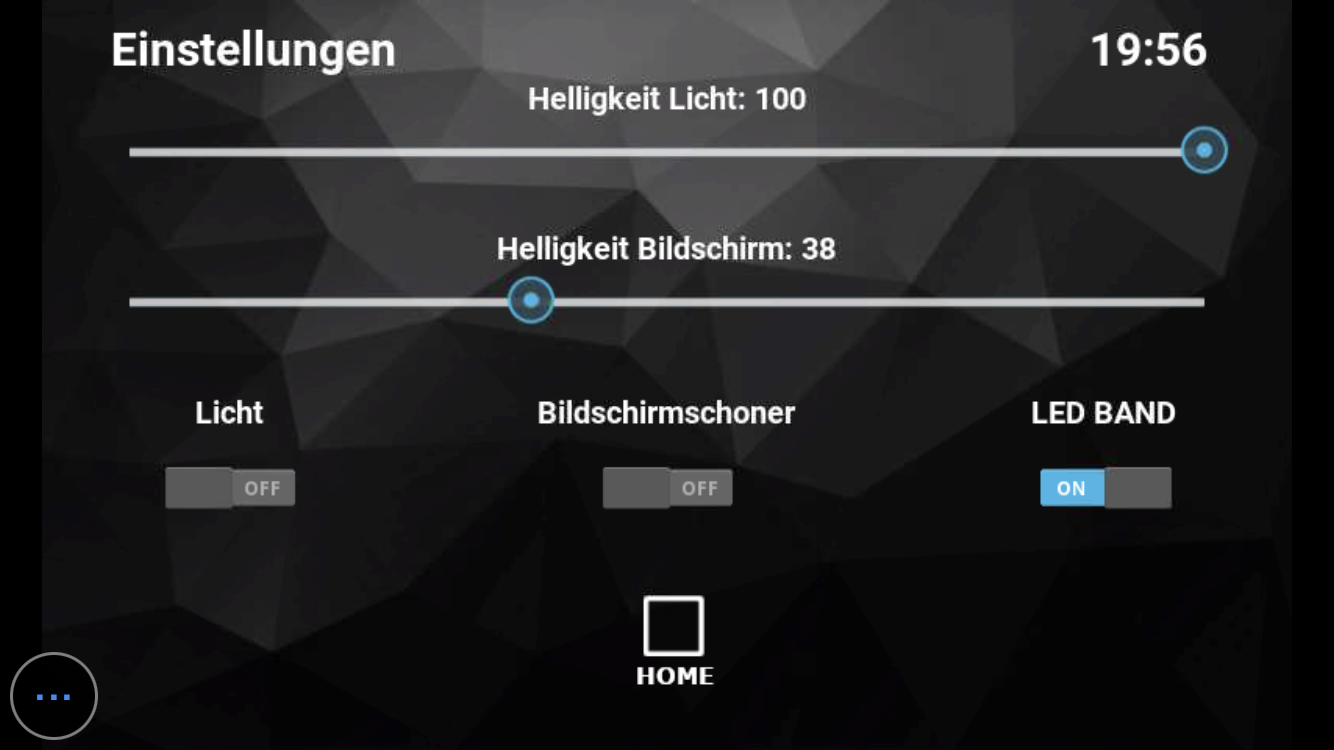 Einstellungen 19:56
Helligkeit Licht: 100
Helligkeit Bildschirm: 38
Licht Bildschirmschoner LED BAND
OFF OFF ON
HOME